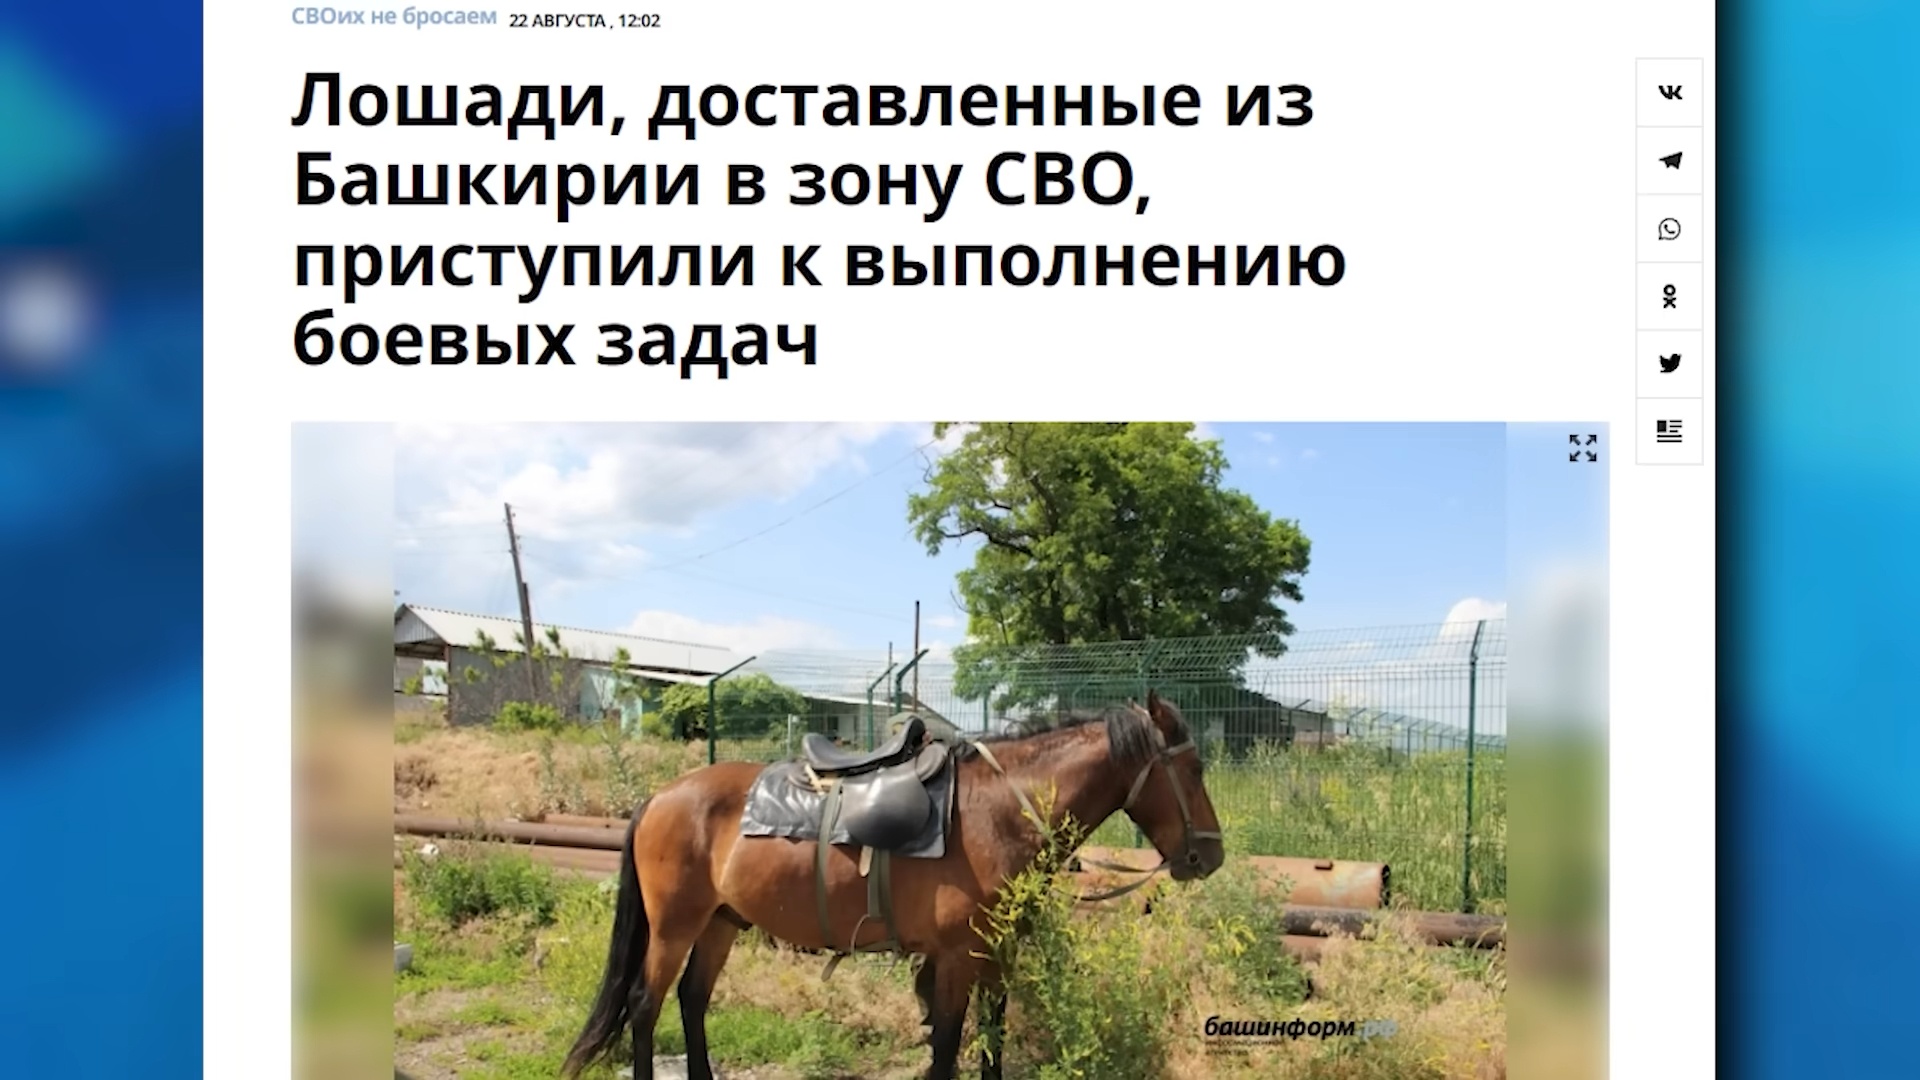 СВОих не бросаем 22 АВГУСТА , 12:02
Лошади, доставленные из
Башкирии в зону СВО,
приступили к выполнению
боевых задач
башинформ.рф